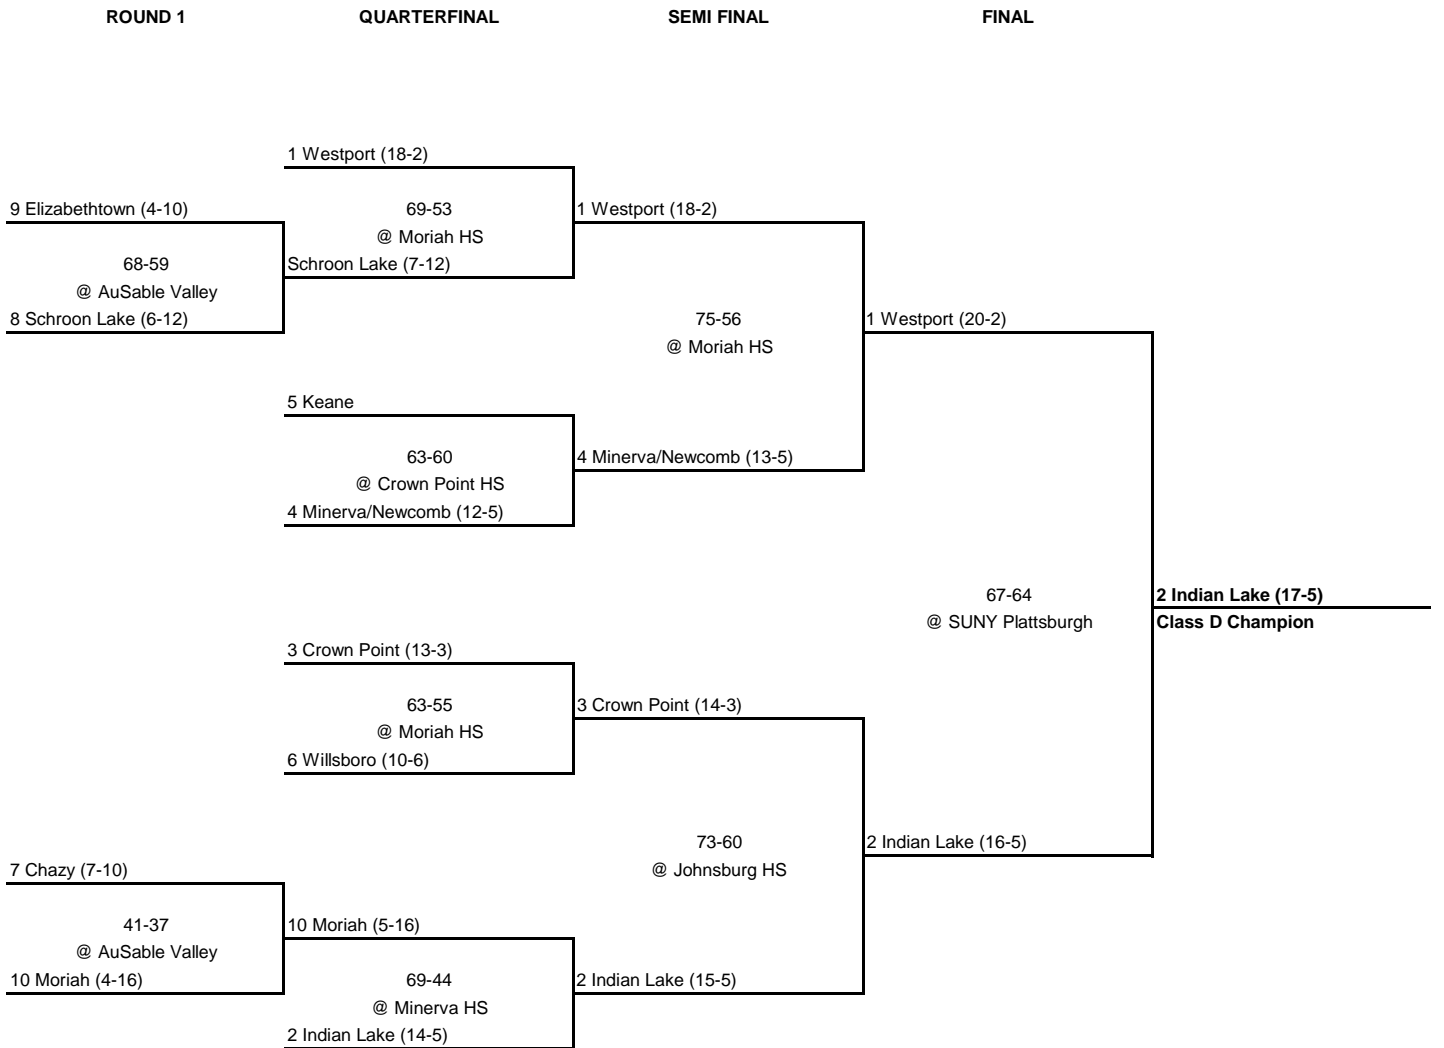 ROUND 1 QUARTERFINAL SEMI FINAL FINAL
1 Westport (18-2)
9 Elizabethtown (4-10) 69-53 1 Westport (18-2)
@ Moriah HS
68-59 Schroon Lake (7-12)
@ AuSable Valley
8 Schroon Lake (6-12) 75-56 1 Westport (20-2)
@ Moriah HS
5 Keane
63-60 4 Minerva/Newcomb (13-5)
@ Crown Point HS
4 Minerva/Newcomb (12-5)
67-64 2 Indian Lake (17-5)
@ SUNY Plattsburgh Class D Champion
3 Crown Point (13-3)
63-55 3 Crown Point (14-3)
@ Moriah HS
6 Willsboro (10-6)
73-60 2 Indian Lake (16-5)
7 Chazy (7-10) @ Johnsburg HS
41-37 10 Moriah (5-16)
@ AuSable Valley
10 Moriah (4-16) 69-44 2 Indian Lake (15-5)
@ Minerva HS
2 Indian Lake (14-5)